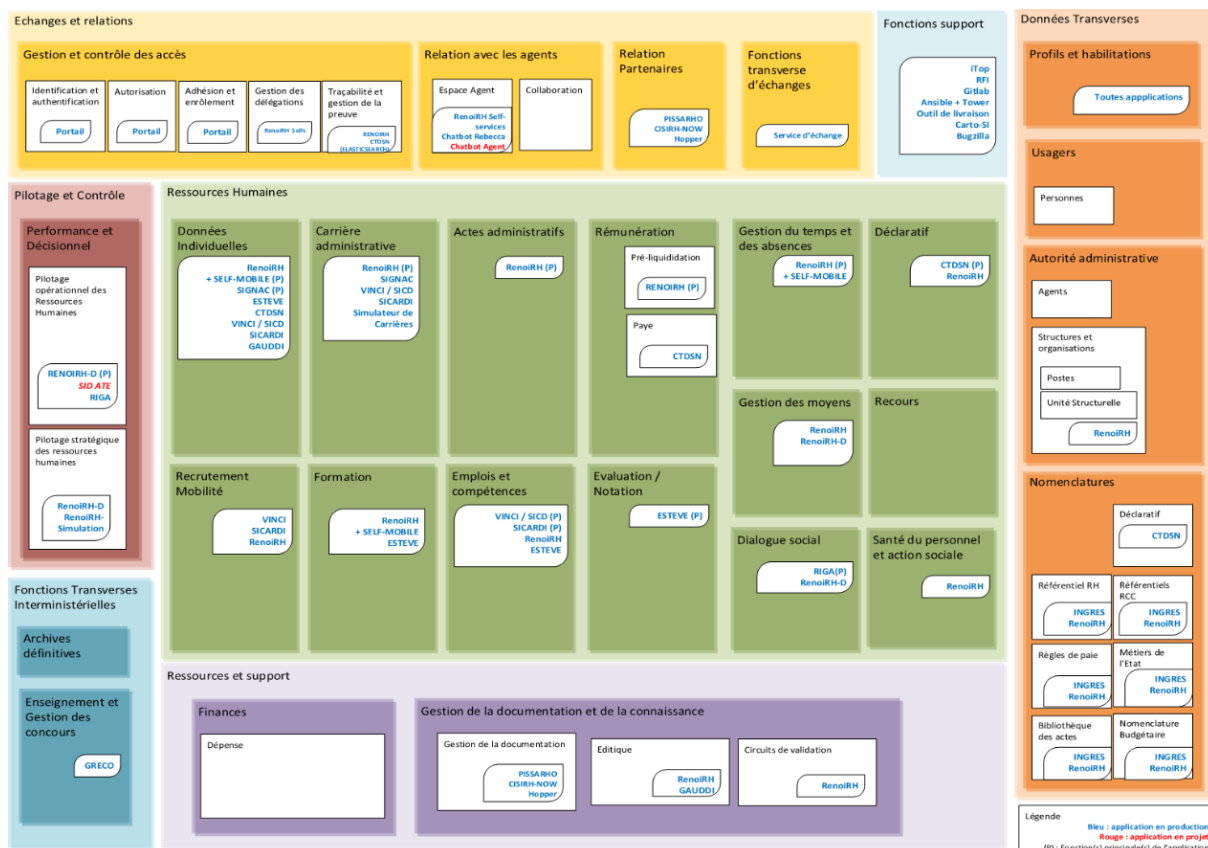 Echanges et relations
Gestion et contrôle des accès
Identification et
authentification
Portail
Autorisation
Portail
Adhésion et
enrôlement
Portail
Gestion des
délégations
RenoiRH Selfs
Traçabilité et
gestion de la
preuve
RENOIRH
CTDSN
(ELASTICSEARCH)
Relation avec les agents
Espace Agent
RenoiRH Self-
services
Chatbot Rebecca
Chatbot Agent
Collaboration
Relation
Partenaires
PISSARHO
CISIRH-NOW
Hopper
Fonctions
transverse
d'échanges
Service d'échange
Fonctions support
iTop
RFI
Gitlab
Ansible + Tower
Outil de livraison
Carto-SI
Bugzilla
Données Transverses
Profils et habilitations
Toutes appplications
Usagers
Personnes
Autorité administrative
Agents
Structures et
organisations
Postes
Unité Structurelle
RenoiRH
Nomenclatures
Déclaratif
CTDSN
Référentiel RH
INGRES
RenoiRH
Référentiels
RCC
INGRES
RenoiRH
Règles de paie
INGRES
RenoiRH
Métiers de
l'Etat
INGRES
RenoiRH
Bibliothèque
des actes
INGRES
RenoiRH
Nomenclature
Budgétaire
INGRES
RenoiRH
Pilotage et Contrôle
Performance et
Décisionnel
Pilotage
opérationnel des
Ressources
Humaines
RENOIRH-D (P)
SID ATE
RIGA
Pilotage stratégique
des ressources
humaines
RenoiRH-D
RenoiRH-
Simulation
Ressources Humaines
Données
Individuelles
RenoiRH
+ SELF-MOBILE (P)
SIGNAC (P)
ESTEVE
CTDSN
VINCI / SICD
SICARDI
GAUDDI
Carrière
administrative
RenoiRH (P)
SIGNAC
VINCI / SICD
SICARDI
Simulateur de
Carrières
Actes administratifs
RenoiRH (P)
Rémunération
Pré-liquididation
RENOIRH (P)
Paye
CTDSN
Gestion du temps et
des absences
RenoiRH (P)
+ SELF-MOBILE
Déclaratif
CTDSN (P)
RenoiRH
Gestion des moyens
RenoiRH
RenoiRH-D
Recours
Recrutement
Mobilité
VINCI
SICARDI
RenoiRH
Formation
RenoiRH
+ SELF-MOBILE
ESTEVE
Emplois et
compétences
VINCI / SICD (P)
SICARDI (P)
RenoiRH
ESTEVE
Evaluation /
Notation
ESTEVE (P)
Dialogue social
RIGA(P)
RenoiRH-D
Santé du personnel
et action sociale
RenoiRH
Fonctions Transverses
Interministérielles
Archives
définitives
Enseignement et
Gestion des
concours
GRECO
Ressources et support
Finances
Dépense
Gestion de la documentation et de la connaissance
Gestion de la documentation
PISSARHO
CISIRH-NOW
Hopper
Editique
RenoiRH
GAUDDI
Circuits de validation
RenoiRH
Légende
Bleu : application en production
Rouge : application en projet
(P) : Fonction(s) principale(s) de l'application